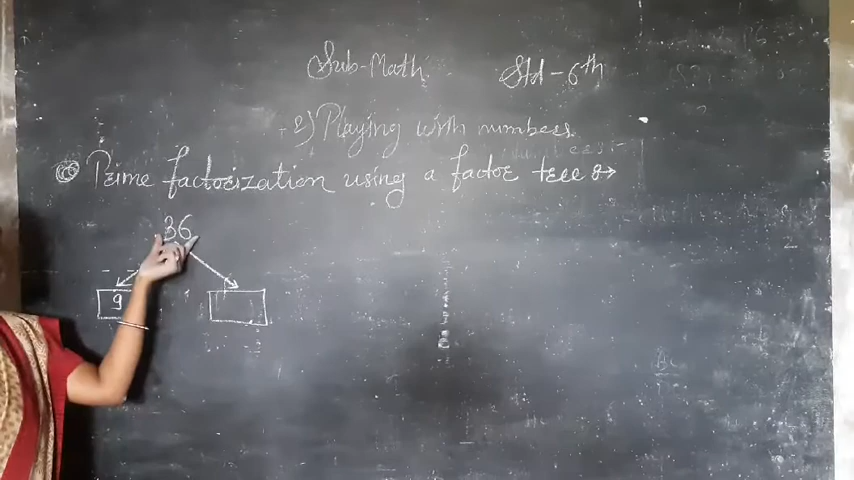 Sub-Math
Std-6th
2) Playing with numbers
Prime factorization using a factor tree :→
36
9